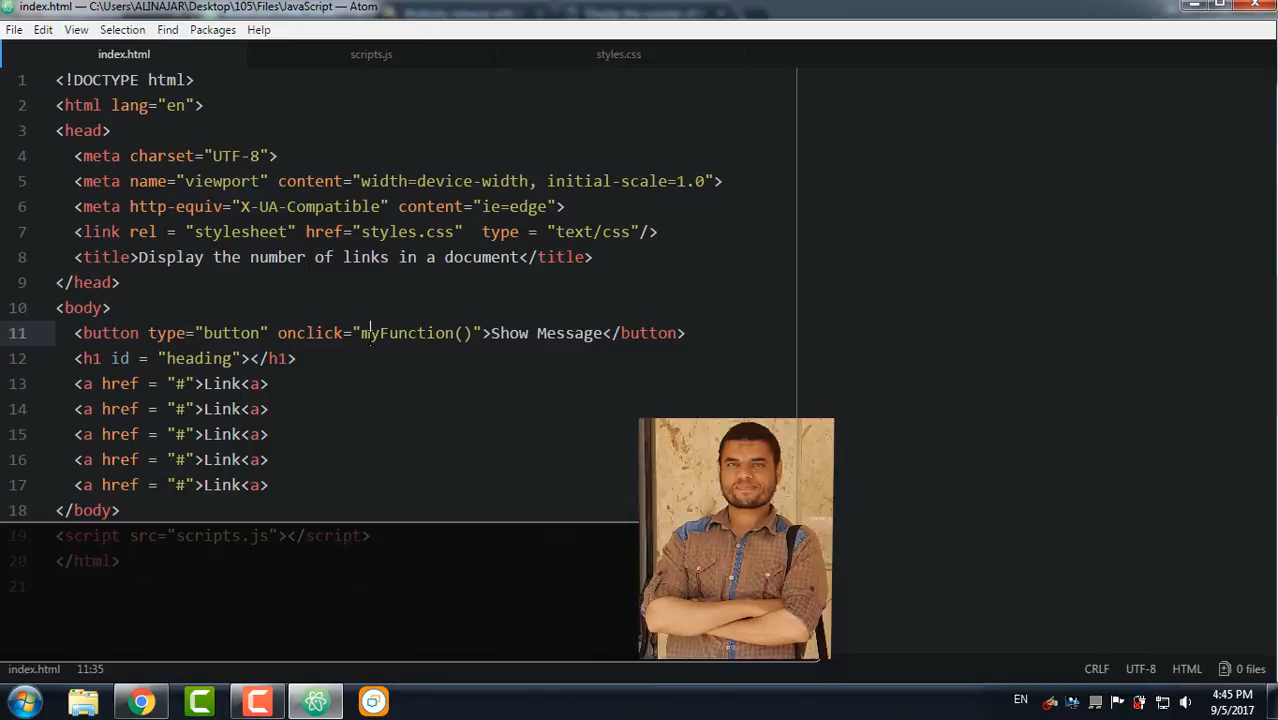 index.html — C:\Users\ALINAJAR\Desktop\105\Files\JavaScript — Atom
File Edit View Selection Find Packages Help
index.html scripts.js styles.css
1 <!DOCTYPE html>
2 <html lang="en">
3 <head>
4 <meta charset="UTF-8">
5 <meta name="viewport" content="width=device-width, initial-scale=1.0">
6 <meta http-equiv="X-UA-Compatible" content="ie=edge">
7 <link rel = "stylesheet" href="styles.css"  type = "text/css"/>
8 <title>Display the number of links in a document</title>
9 </head>
10 <body>
11 <button type="button" onclick="myFunction()">Show Message</button>
12 <h1 id = "heading"></h1>
13 <a href = "#">Link<a>
14 <a href = "#">Link<a>
15 <a href = "#">Link<a>
16 <a href = "#">Link<a>
17 <a href = "#">Link<a>
18 </body>
19 <script src="scripts.js"></script>
20 </html>
21
index.html 11:35 CRLF UTF-8 HTML 0 files
EN 4:45 PM
9/5/2017